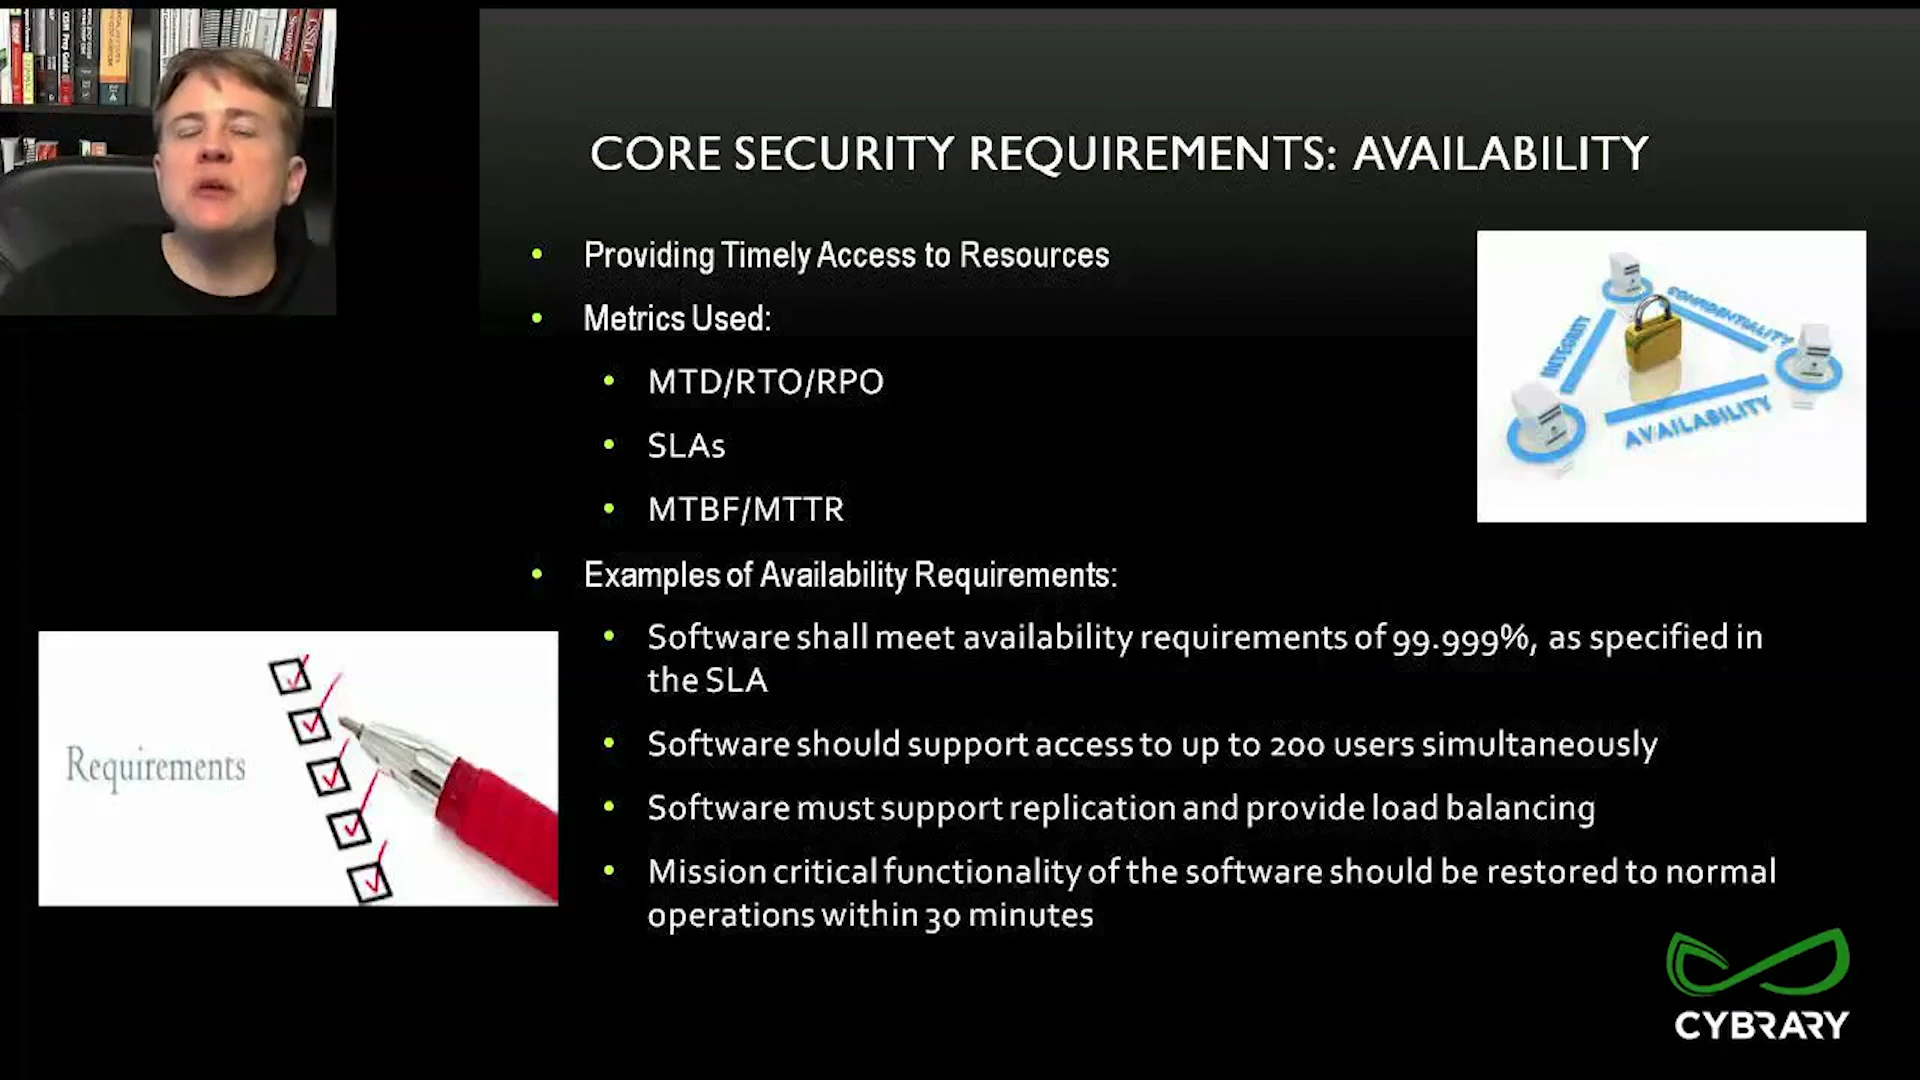 CORE SECURITY REQUIREMENTS: AVAILABILITY
• Providing Timely Access to Resources
• Metrics Used:
• MTD/RTO/RPO
• SLAs
• MTBF/MTTR
• Examples of Availability Requirements:
• Software shall meet availability requirements of 99.999%, as specified in
the SLA
• Software should support access to up to 200 users simultaneously
• Software must support replication and provide load balancing
• Mission critical functionality of the software should be restored to normal
operations within 30 minutes
INTEGRITY
CONFIDENTIALITY
AVAILABILITY
Requirements
CYBRARY